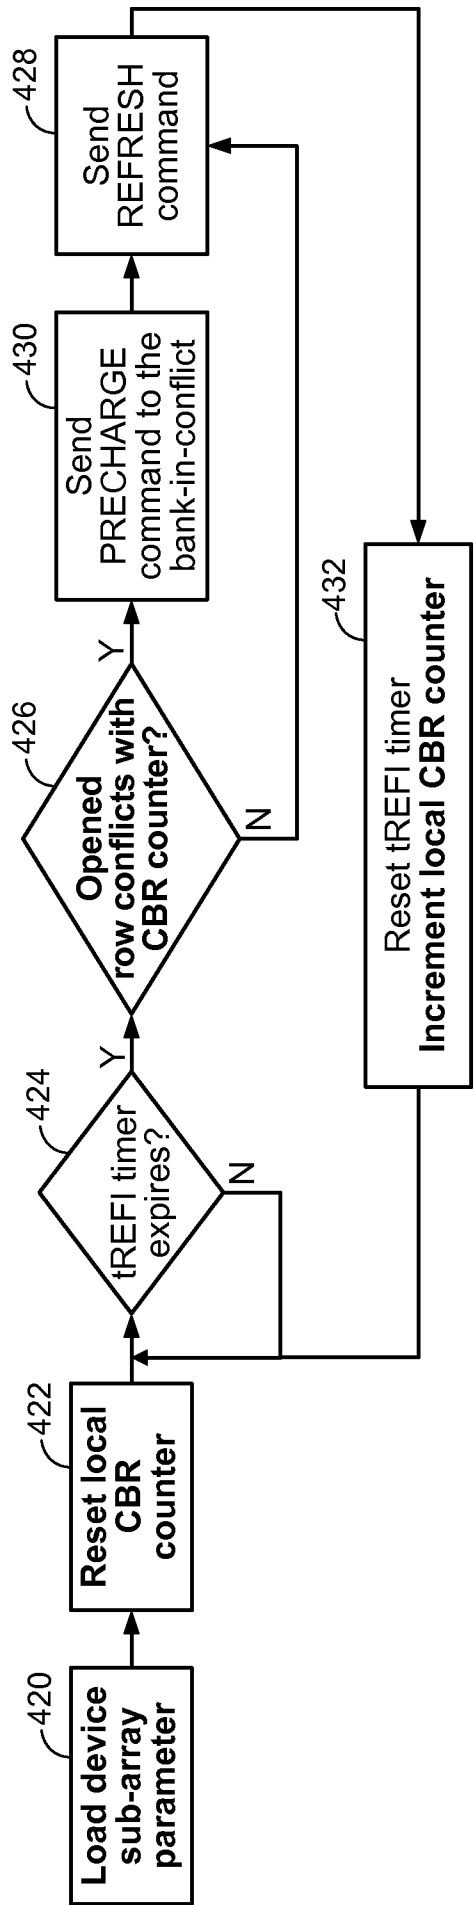 420
Load device
sub-array
parameter
422
Reset local
CBR
counter
424
tREFI timer
expires?
Y
N
426
Opened
row conflicts with
CBR counter?
Y
N
430
Send
PRECHARGE
command to the
bank-in-conflict
428
Send
REFRESH
command
432
Reset tREFI timer
Increment local CBR counter